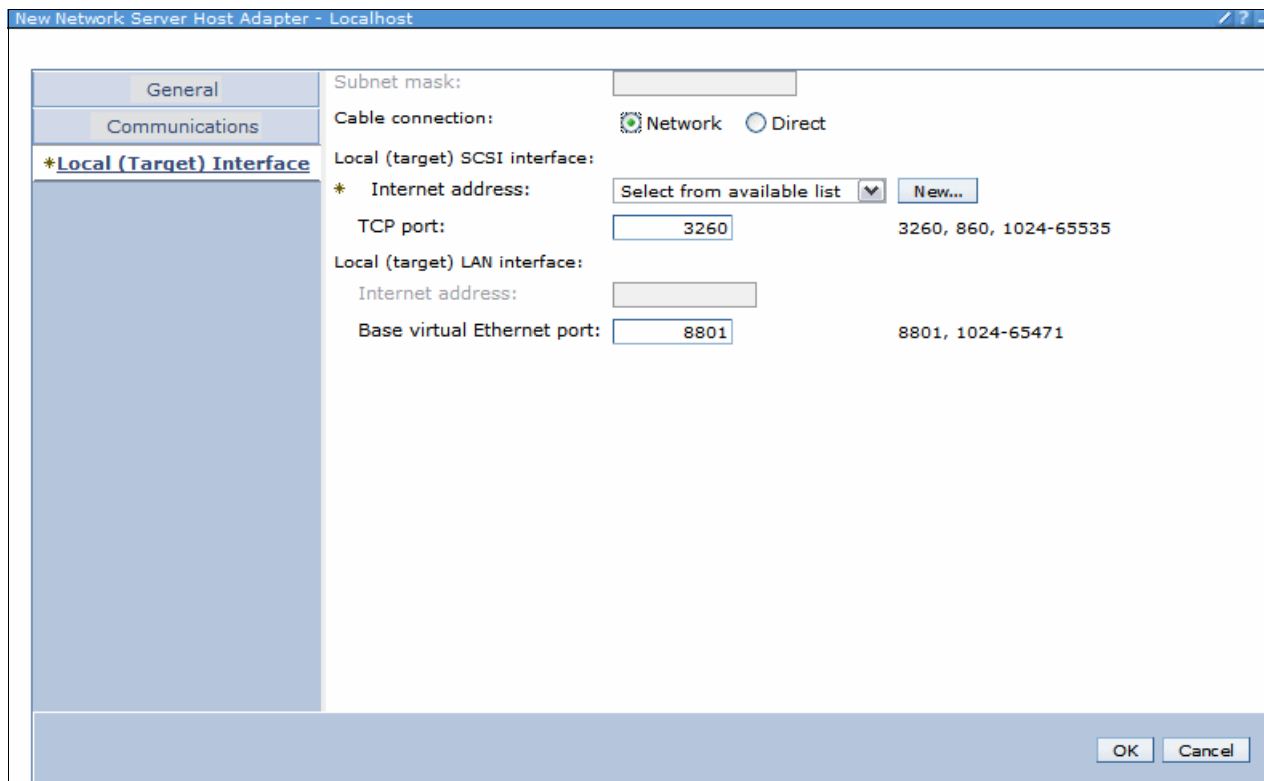 New Network Server Host Adapter - Localhost
?
General
Communications
*Local (Target) Interface
Subnet mask:
Cable connection: Network Direct
Local (target) SCSI interface:
* Internet address: Select from available list New...
TCP port: 3260 3260, 860, 1024-65535
Local (target) LAN interface:
Internet address:
Base virtual Ethernet port: 8801 8801, 1024-65471
OK Cancel